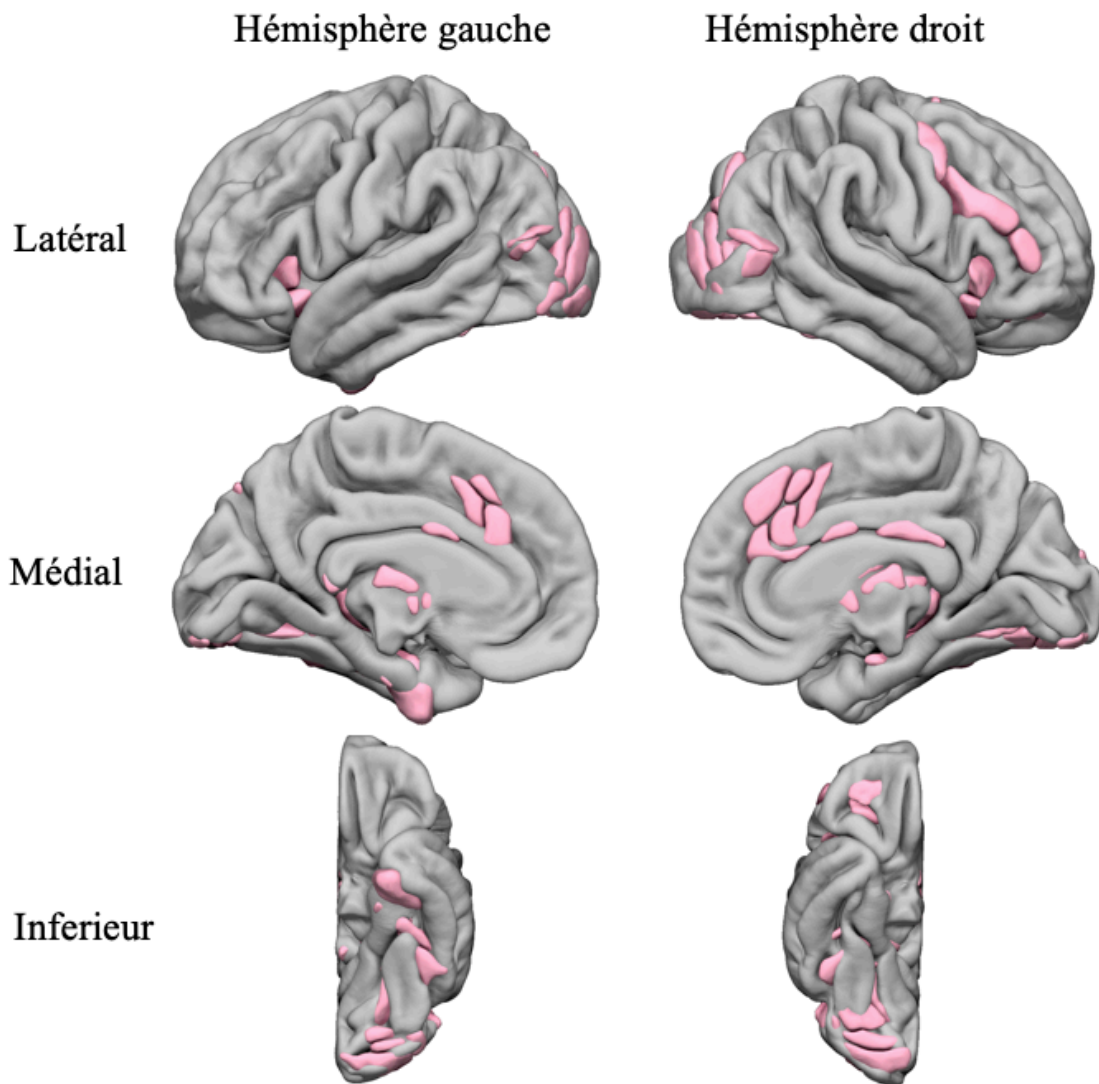 Hémisphère gauche
Hémisphère droit
Latéral
Médial
Inferieur